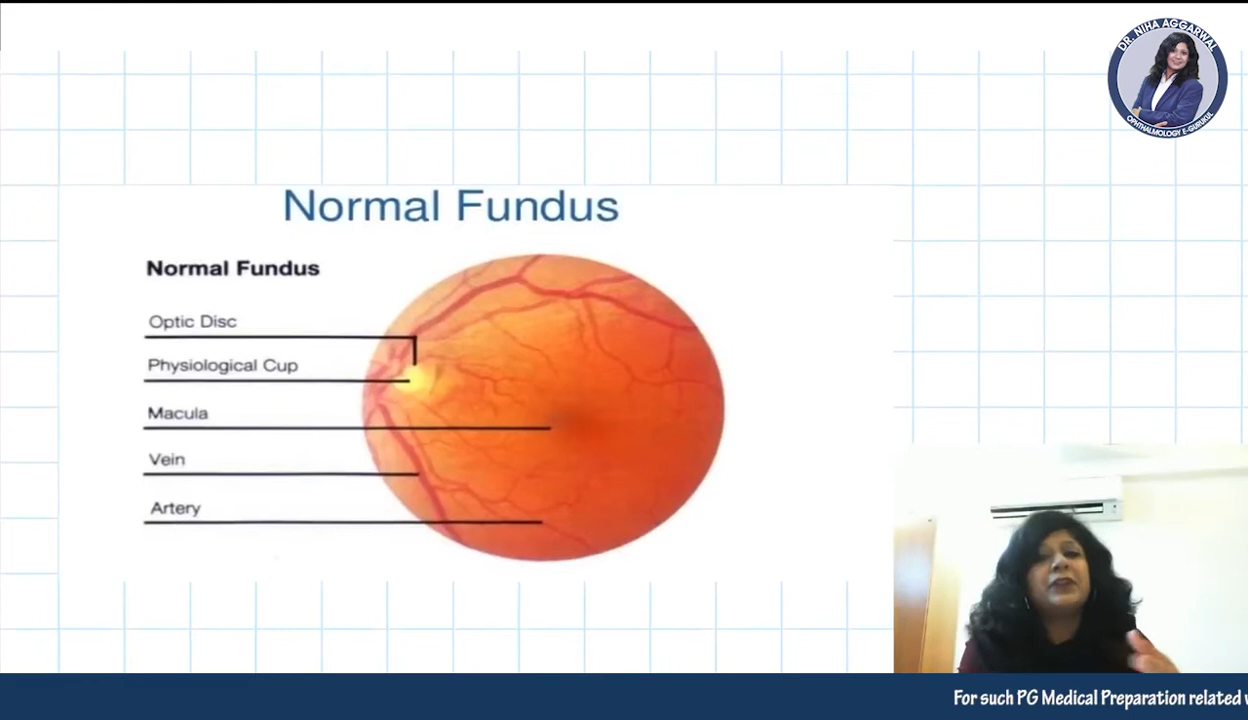 DR. NIHA AGGARWAL
OPHTHALMOLOGY E-GURUKUL
Normal Fundus
Normal Fundus
Optic Disc
Physiological Cup
Macula
Vein
Artery
For such PG Medical Preparation related